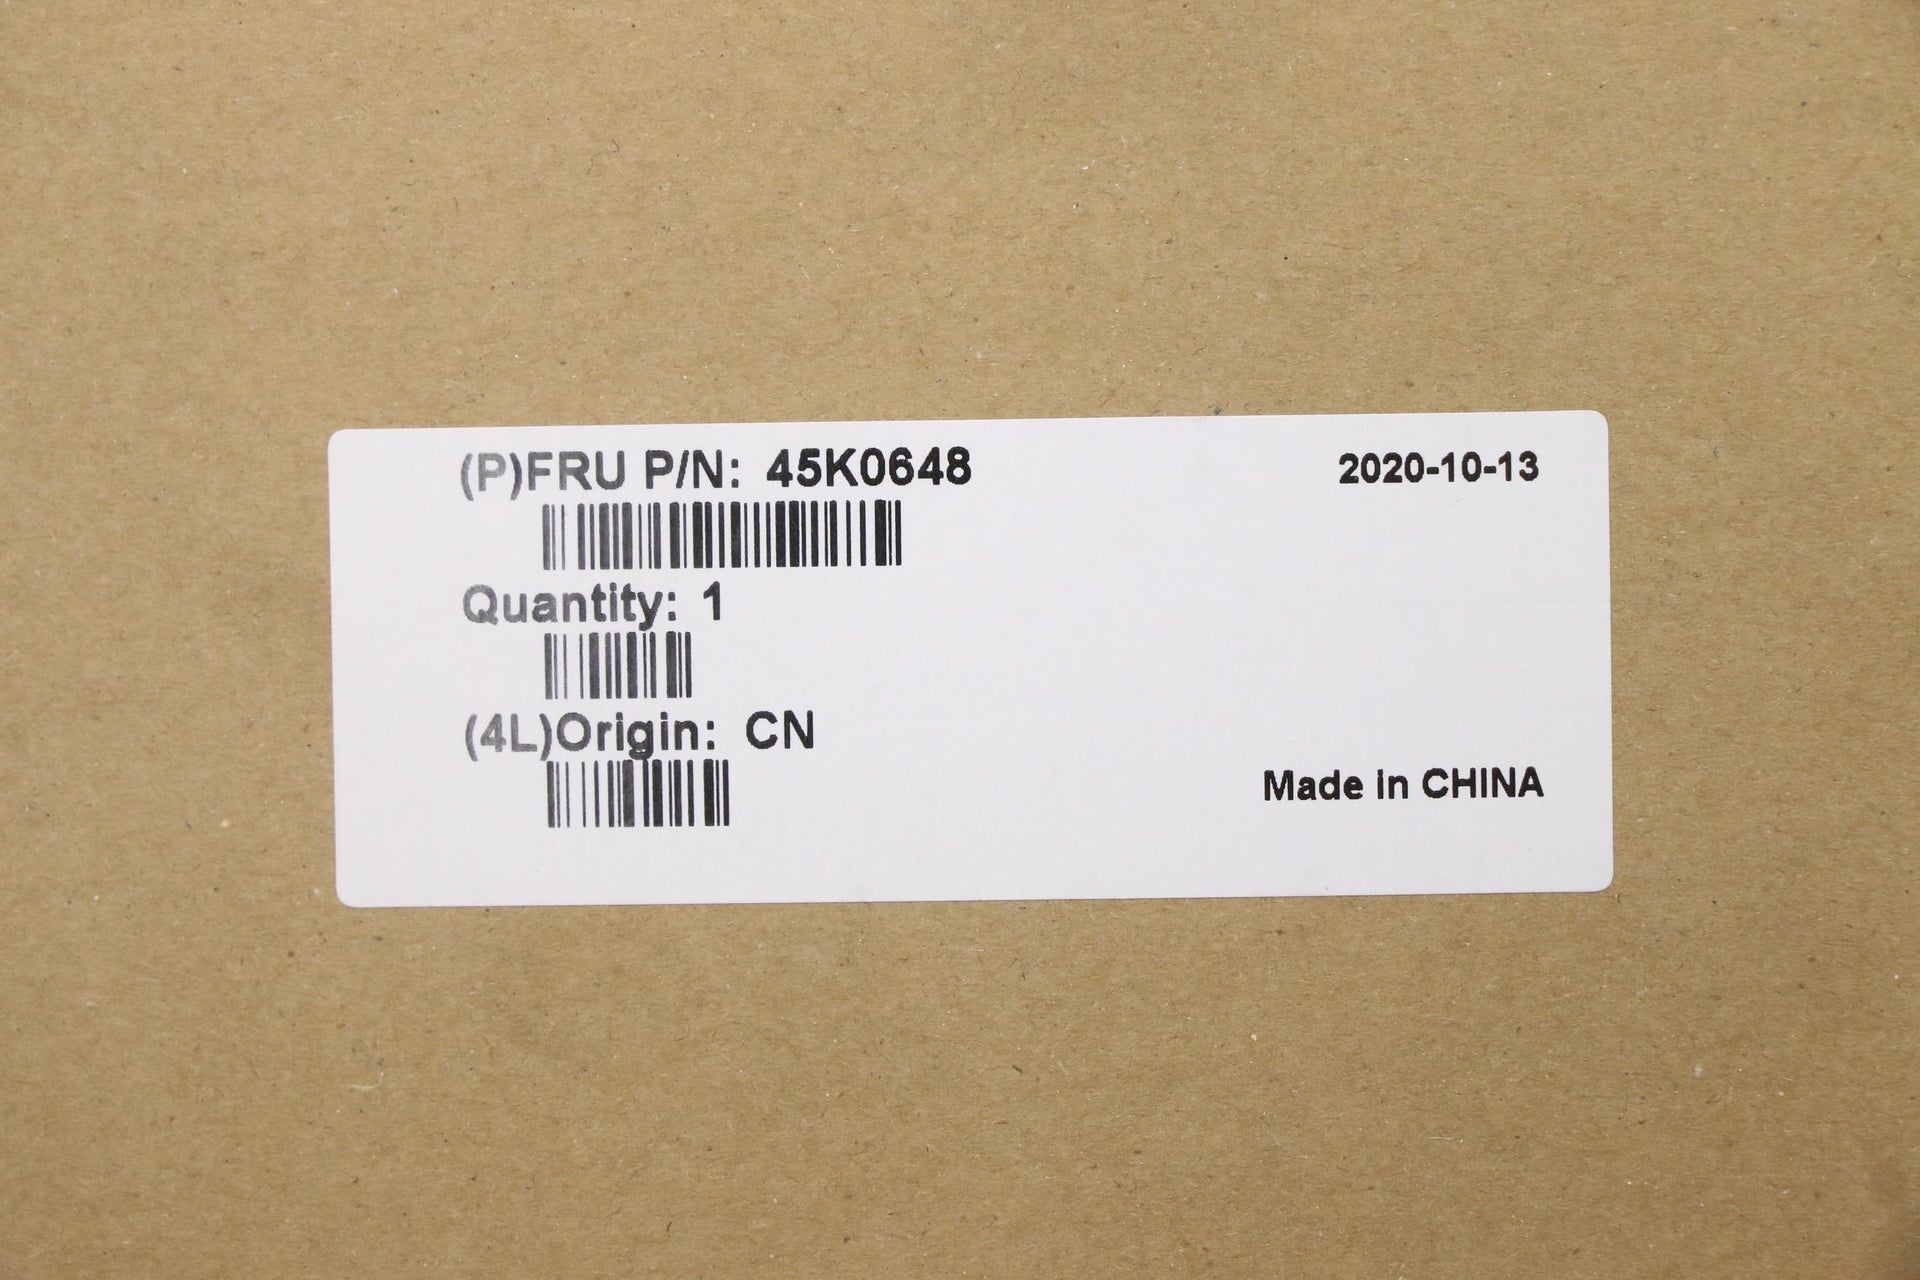 (P)FRU P/N: 45K0648
2020-10-13
Quantity: 1
(4L)Origin: CN
Made in CHINA